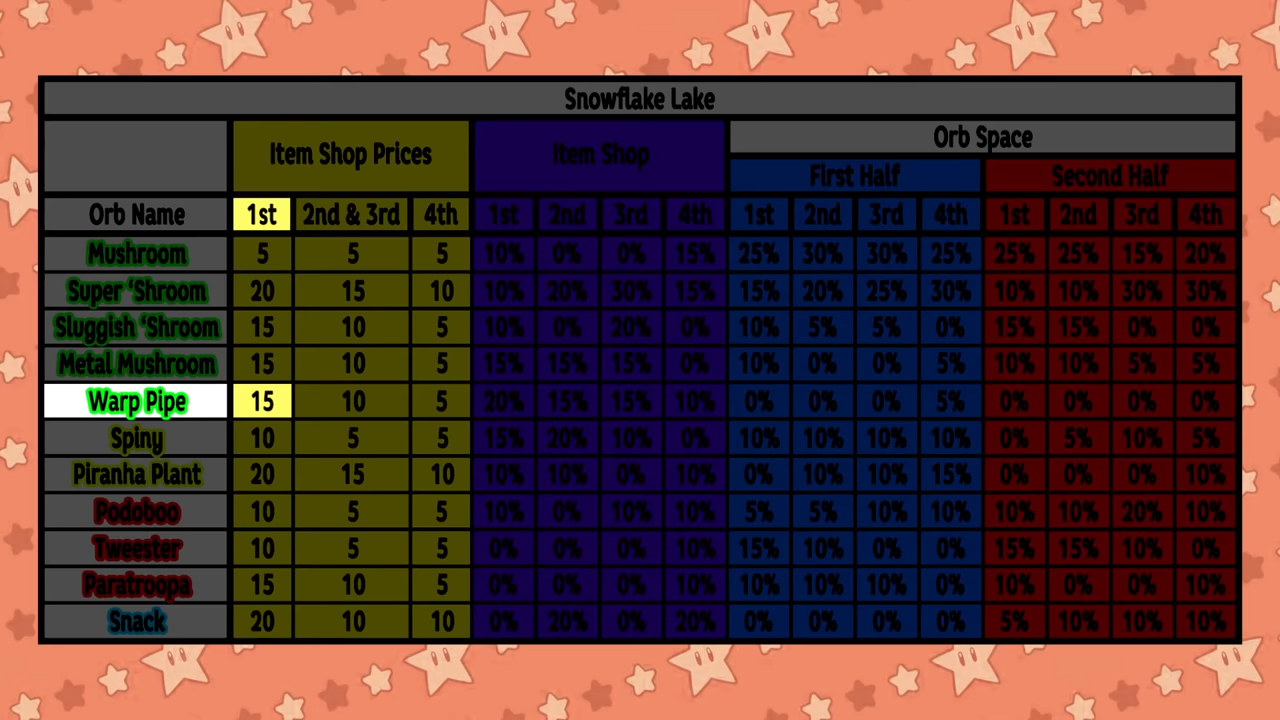 Snowflake Lake
Item Shop Prices Item Shop Orb Space
First Half Second Half
Orb Name 1st 2nd & 3rd 4th 1st 2nd 3rd 4th 1st 2nd 3rd 4th 1st 2nd 3rd 4th
Mushroom 5 5 5 10% 0% 0% 15% 25% 30% 30% 25% 25% 25% 15% 20%
Super ‘Shroom 20 15 10 10% 20% 30% 15% 15% 20% 25% 30% 10% 10% 30% 30%
Sluggish ‘Shroom 15 10 5 10% 0% 20% 0% 10% 5% 5% 0% 15% 15% 0% 0%
Metal Mushroom 15 10 5 15% 15% 15% 0% 10% 0% 0% 5% 10% 10% 5% 5%
Warp Pipe 15 10 5 20% 15% 15% 10% 0% 0% 0% 5% 0% 0% 0% 0%
Spiny 10 5 5 15% 20% 10% 0% 10% 10% 10% 10% 0% 5% 10% 5%
Piranha Plant 20 15 10 10% 10% 0% 10% 0% 10% 10% 15% 0% 0% 0% 10%
Podoboo 10 5 5 10% 0% 10% 10% 5% 5% 10% 10% 10% 10% 20% 10%
Tweester 10 5 5 0% 0% 0% 10% 15% 10% 0% 0% 15% 15% 10% 0%
Paratroopa 15 10 5 0% 0% 0% 10% 10% 10% 10% 0% 10% 0% 0% 10%
Snack 20 10 10 0% 20% 0% 20% 0% 0% 0% 0% 5% 10% 10% 10%